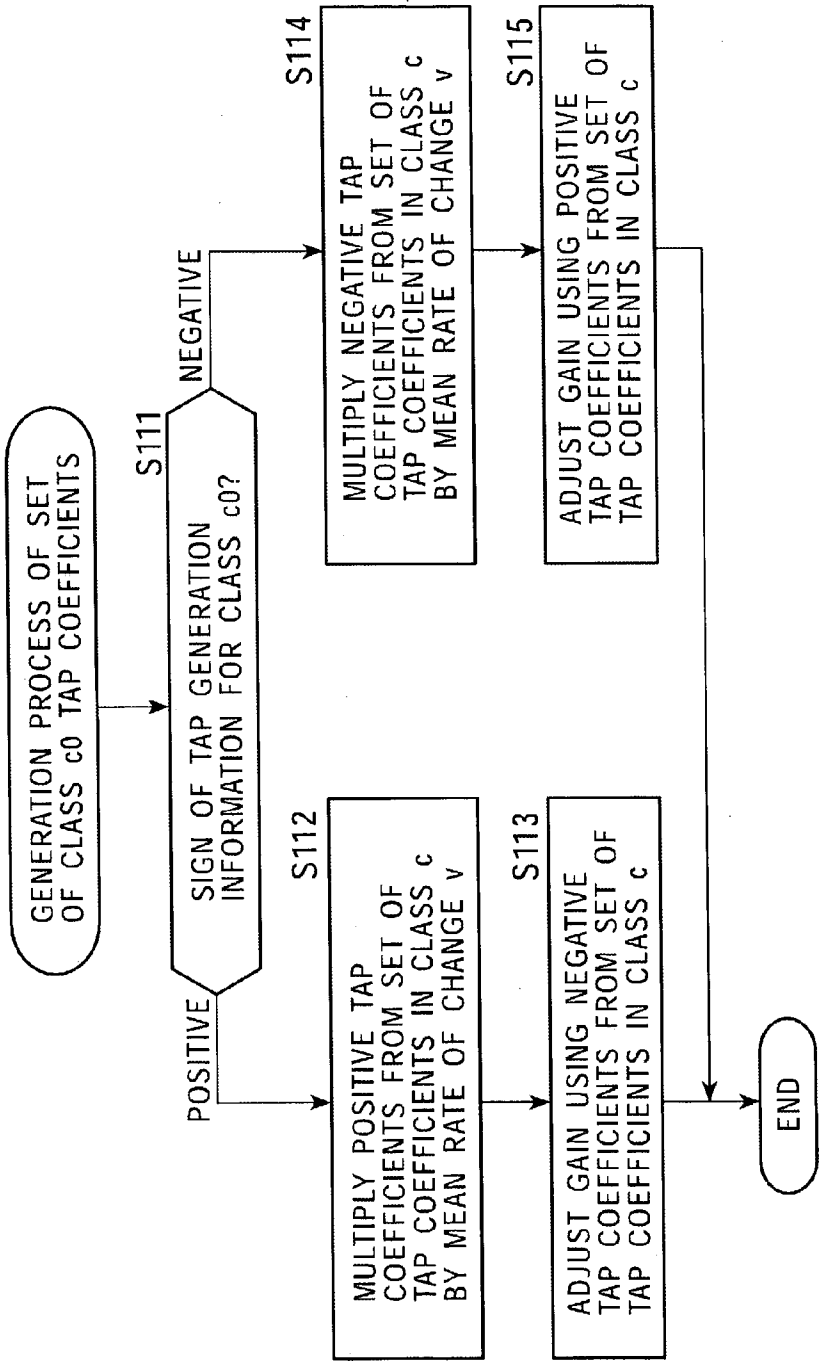 GENERATION PROCESS OF SET
OF CLASS c0 TAP COEFFICIENTS
S111
SIGN OF TAP GENERATION
INFORMATION FOR CLASS c0?
POSITIVE
NEGATIVE
S112
MULTIPLY POSITIVE TAP
COEFFICIENTS FROM SET OF
TAP COEFFICIENTS IN CLASS c
BY MEAN RATE OF CHANGE v
S113
ADJUST GAIN USING NEGATIVE
TAP COEFFICIENTS FROM SET OF
TAP COEFFICIENTS IN CLASS c
S114
MULTIPLY NEGATIVE TAP
COEFFICIENTS FROM SET OF
TAP COEFFICIENTS IN CLASS c
BY MEAN RATE OF CHANGE v
S115
ADJUST GAIN USING POSITIVE
TAP COEFFICIENTS FROM SET OF
TAP COEFFICIENTS IN CLASS c
END